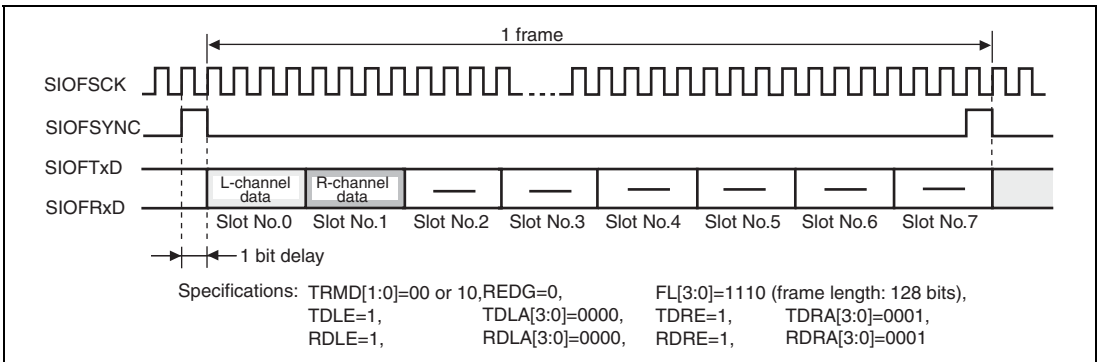 1 frame
SIOFSCK
SIOFSYNC
SIOFTxD
SIOFRxD
L-channel
data
R-channel
data
Slot No.0 Slot No.1 Slot No.2 Slot No.3 Slot No.4 Slot No.5 Slot No.6 Slot No.7
1 bit delay
Specifications: TRMD[1:0]=00 or 10, REDG=0, FL[3:0]=1110 (frame length: 128 bits),
TDLE=1, TDLA[3:0]=0000, TDRE=1, TDRA[3:0]=0001,
RDLE=1, RDLA[3:0]=0000, RDRE=1, RDRA[3:0]=0001